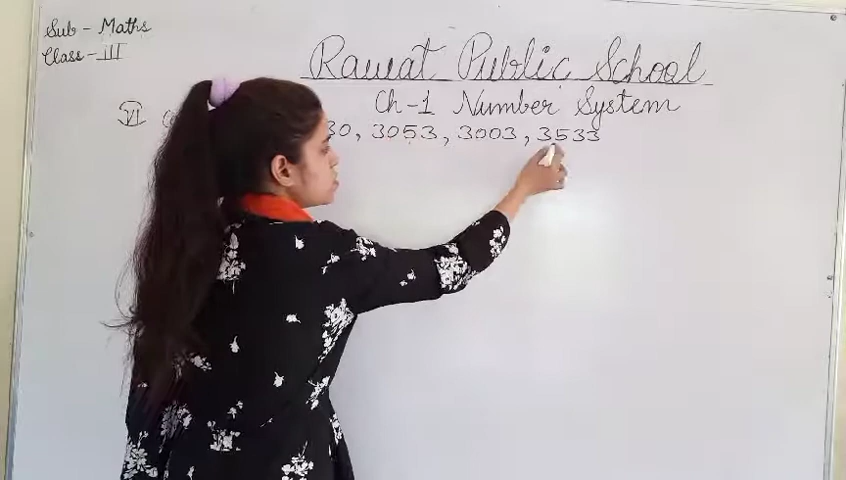 Sub - Maths
Class - III
Rawat Public School
Ch-1 Number System
VI 30, 3053, 3003, 3533